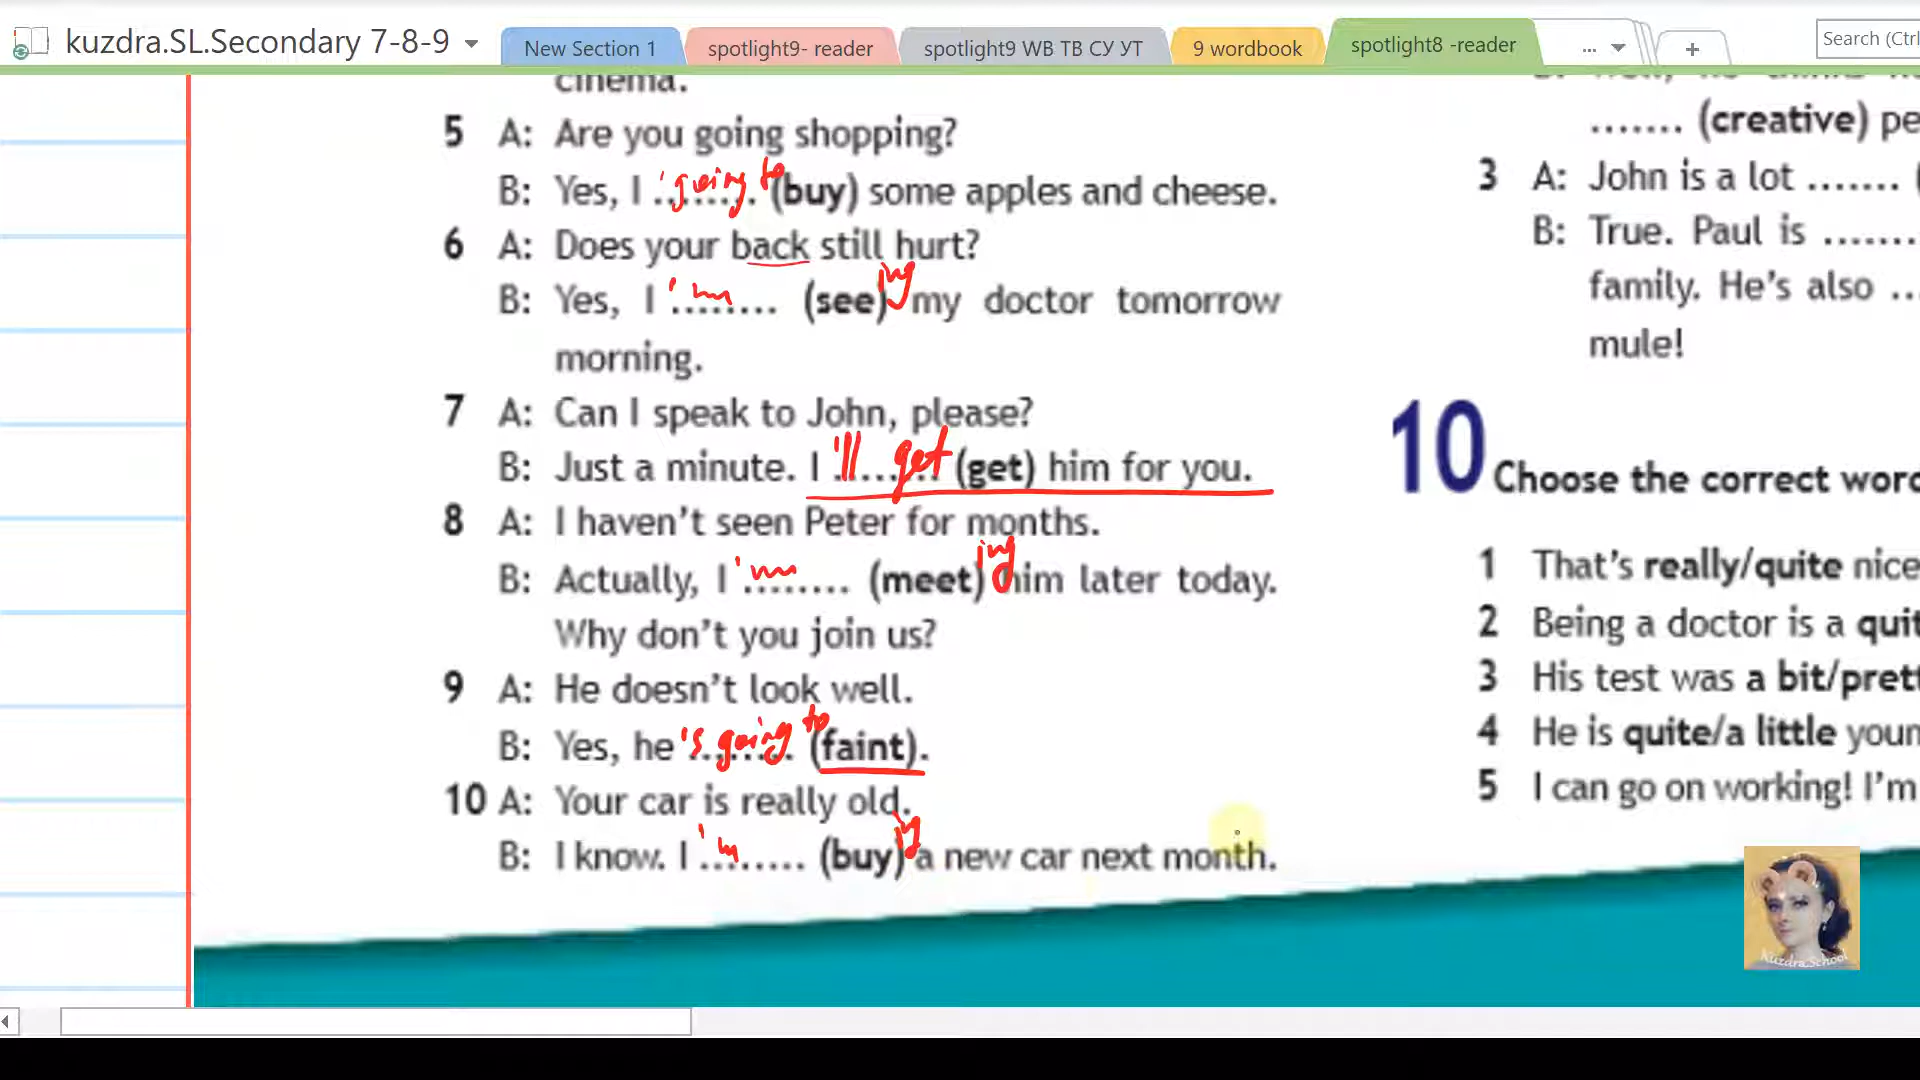 kuzdra.SL.Secondary 7-8-9
New Section 1
spotlight9- reader
spotlight9 WB TB СУ УТ
9 wordbook
spotlight8 -reader
...
+
Search (Ctrl
cinema.
5 A: Are you going shopping?
B: Yes, I ' going to ........ (buy) some apples and cheese.
6 A: Does your back still hurt?
B: Yes, I 'm ........ (see) ing my doctor tomorrow
morning.
7 A: Can I speak to John, please?
B: Just a minute. I 'll get ........ (get) him for you.
8 A: I haven't seen Peter for months.
B: Actually, I 'm ........ (meet) ing him later today.
Why don't you join us?
9 A: He doesn't look well.
B: Yes, he 's going to ........ (faint).
10 A: Your car is really old.
B: I know. I 'm ........ (buy) ing a new car next month.
....... (creative) pe
3 A: John is a lot .......
B: True. Paul is .......
family. He's also ..
mule!
10 Choose the correct word
1 That's really/quite nice
2 Being a doctor is a quit
3 His test was a bit/prett
4 He is quite/a little youn
5 I can go on working! I'm
Kuzdra.School